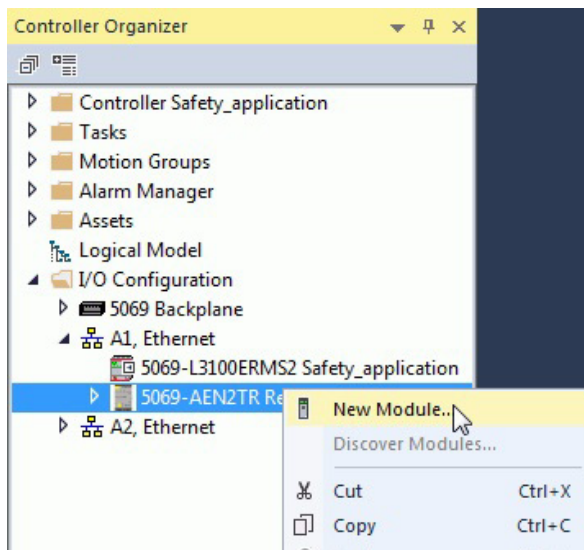 Controller Organizer
Controller Safety_application
Tasks
Motion Groups
Alarm Manager
Assets
Logical Model
I/O Configuration
5069 Backplane
A1, Ethernet
5069-L3100ERMS2 Safety_application
5069-AEN2TR Re
New Module...
Discover Modules...
A2, Ethernet
Cut Ctrl+X
Copy Ctrl+C